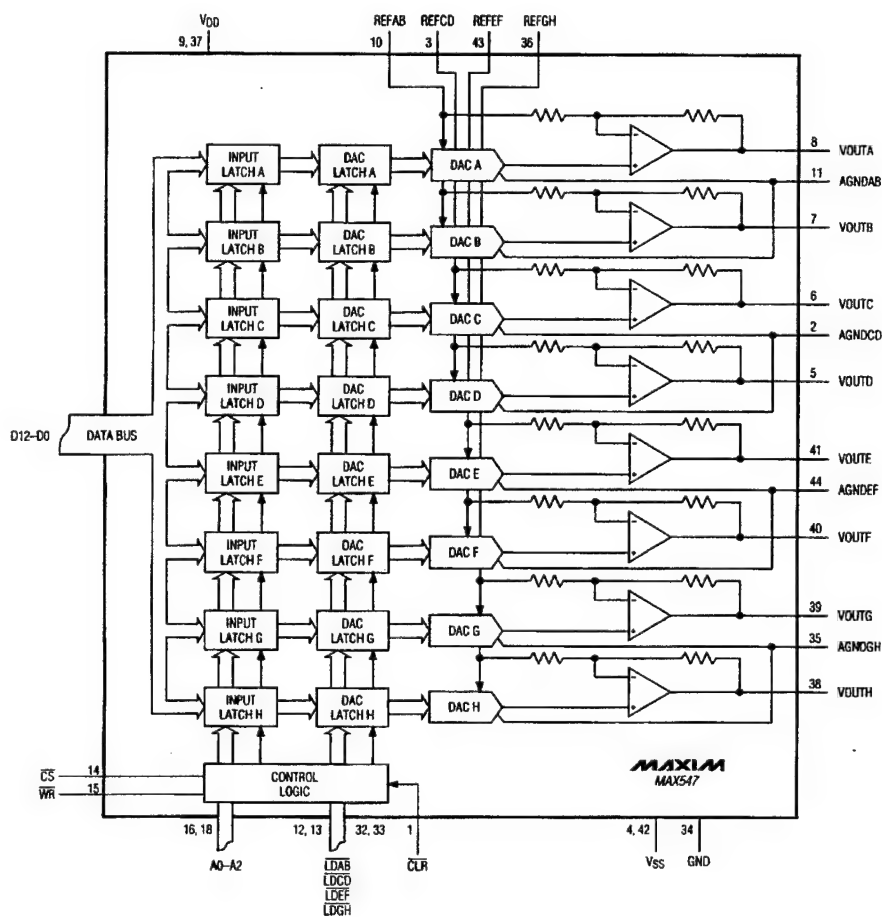 VDD
9, 37
REFAB REFCD REFEF REFGH
10 3 43 36
INPUT LATCH A
DAC LATCH A
DAC A
8 VOUTA
11 AGNDAB
INPUT LATCH B
DAC LATCH B
DAC B
7 VOUTB
INPUT LATCH C
DAC LATCH C
DAC C
6 VOUTC
2 AGNDCD
INPUT LATCH D
DAC LATCH D
DAC D
5 VOUTD
D12–D0
DATA BUS
INPUT LATCH E
DAC LATCH E
DAC E
41 VOUTE
44 AGNDEF
INPUT LATCH F
DAC LATCH F
DAC F
40 VOUTF
INPUT LATCH G
DAC LATCH G
DAC G
39 VOUTG
35 AGNDGH
INPUT LATCH H
DAC LATCH H
DAC H
38 VOUTH
CS 14
WR 15
CONTROL LOGIC
MAXIM
MAX547
16, 18
12, 13
32, 33
1
4, 42
34
A0–A2
LDAB
LDCD
LDEF
LDGH
CLR
VSS
GND